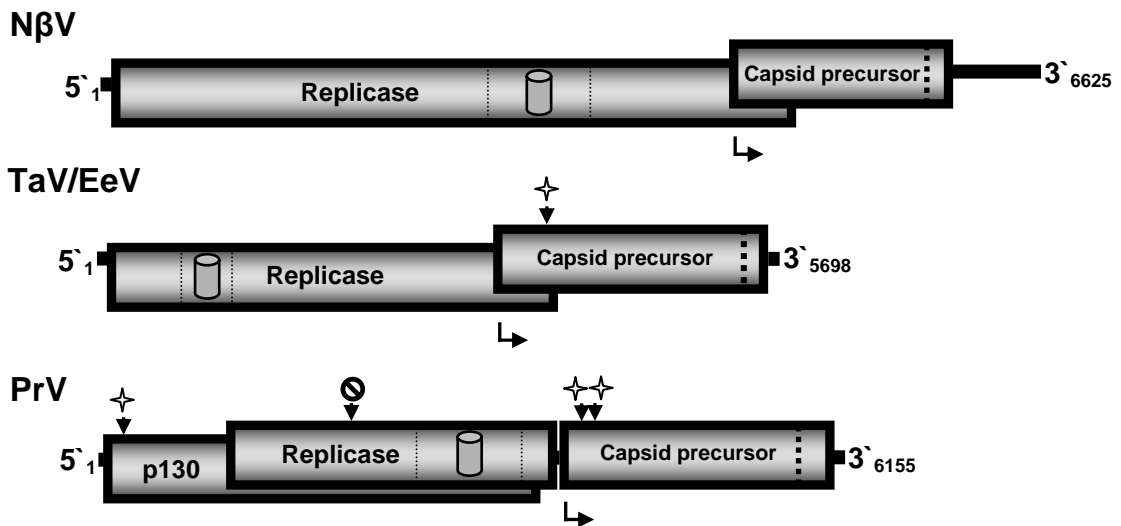 NβV
5`1 Replicase Capsid precursor 3`6625
TaV/EeV
5`1 Replicase Capsid precursor 3`5698
PrV
5`1 p130 Replicase Capsid precursor 3`6155